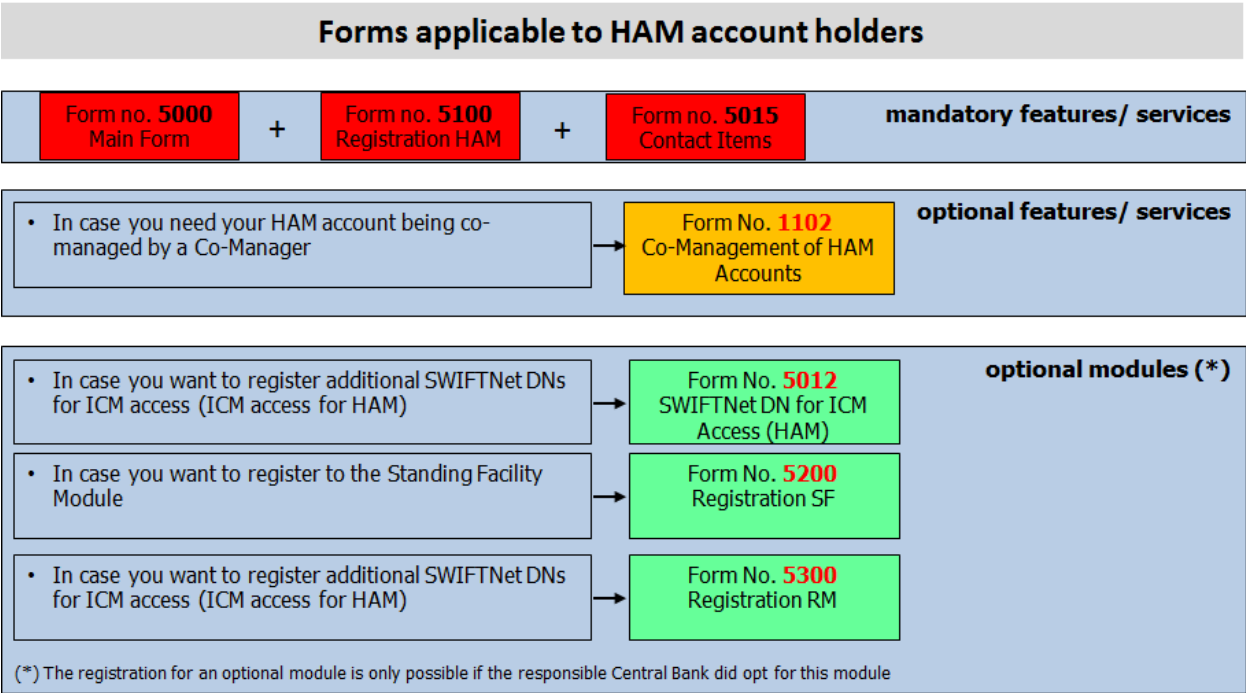 Forms applicable to HAM account holders
Form no. 5000
Main Form
+
Form no. 5100
Registration HAM
+
Form no. 5015
Contact Items
mandatory features/ services
• In case you need your HAM account being co-
managed by a Co-Manager
Form No. 1102
Co-Management of HAM
Accounts
optional features/ services
optional modules (*)
• In case you want to register additional SWIFTNet DNs
for ICM access (ICM access for HAM)
Form No. 5012
SWIFTNet DN for ICM
Access (HAM)
• In case you want to register to the Standing Facility
Module
Form No. 5200
Registration SF
• In case you want to register additional SWIFTNet DNs
for ICM access (ICM access for HAM)
Form No. 5300
Registration RM
(*) The registration for an optional module is only possible if the responsible Central Bank did opt for this module